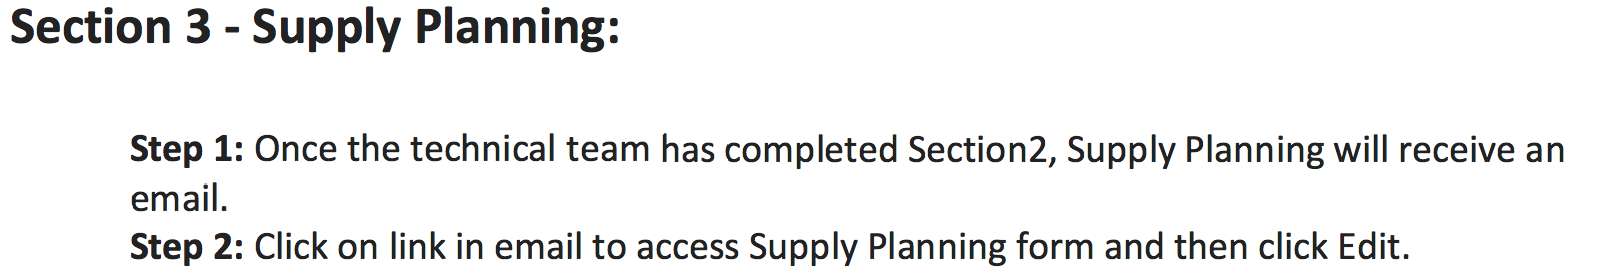 Section 3 - Supply Planning:
Step 1: Once the technical team has completed Section2, Supply Planning will receive an
email.
Step 2: Click on link in email to access Supply Planning form and then click Edit.